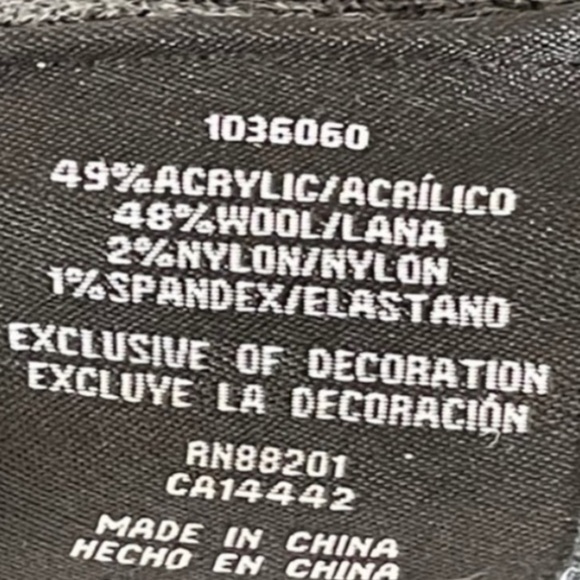 1036060
49%ACRYLIC/ACRÍLICO
48%WOOL/LANA
2%NYLON/NYLON
1%SPANDEX/ELASTANO
EXCLUSIVE OF DECORATION
EXCLUYE LA DECORACIÓN
RN88201
CA14442
MADE IN CHINA
HECHO EN CHINA